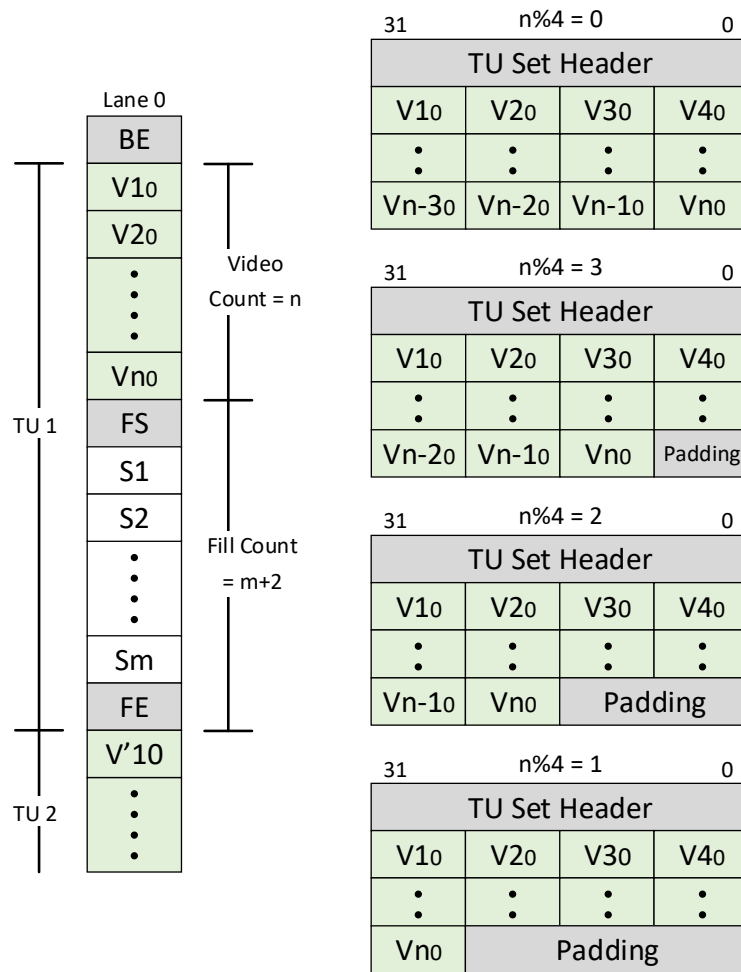 Lane 0
BE
V10
V20
Vn0
FS
S1
S2
Sm
FE
V'10
TU 1
TU 2
Video
Count = n
Fill Count
= m+2
31 n%4 = 0 0
TU Set Header
V10 V20 V30 V40
Vn-30 Vn-20 Vn-10 Vn0
31 n%4 = 3 0
TU Set Header
V10 V20 V30 V40
Vn-20 Vn-10 Vn0 Padding
31 n%4 = 2 0
TU Set Header
V10 V20 V30 V40
Vn-10 Vn0 Padding
31 n%4 = 1 0
TU Set Header
V10 V20 V30 V40
Vn0 Padding